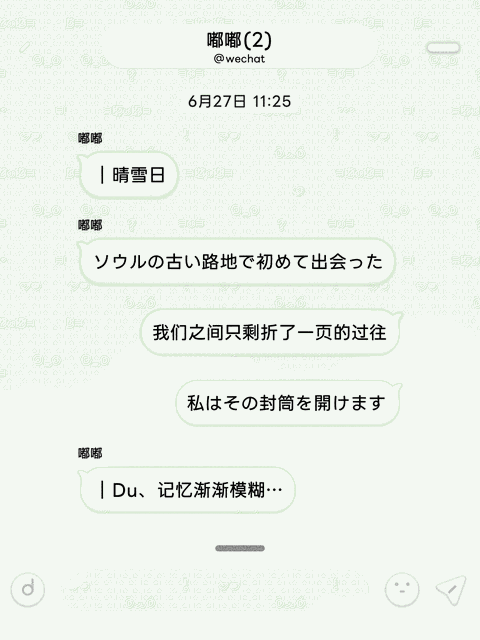 嘟嘟(2)
@wechat
6月27日 11:25
嘟嘟
| 晴雪日
嘟嘟
ソウルの古い路地で初めて出会った
我们之间只剩折了一页的过往
私はその封筒を開けます
嘟嘟
| Du、记忆渐渐模糊…
d